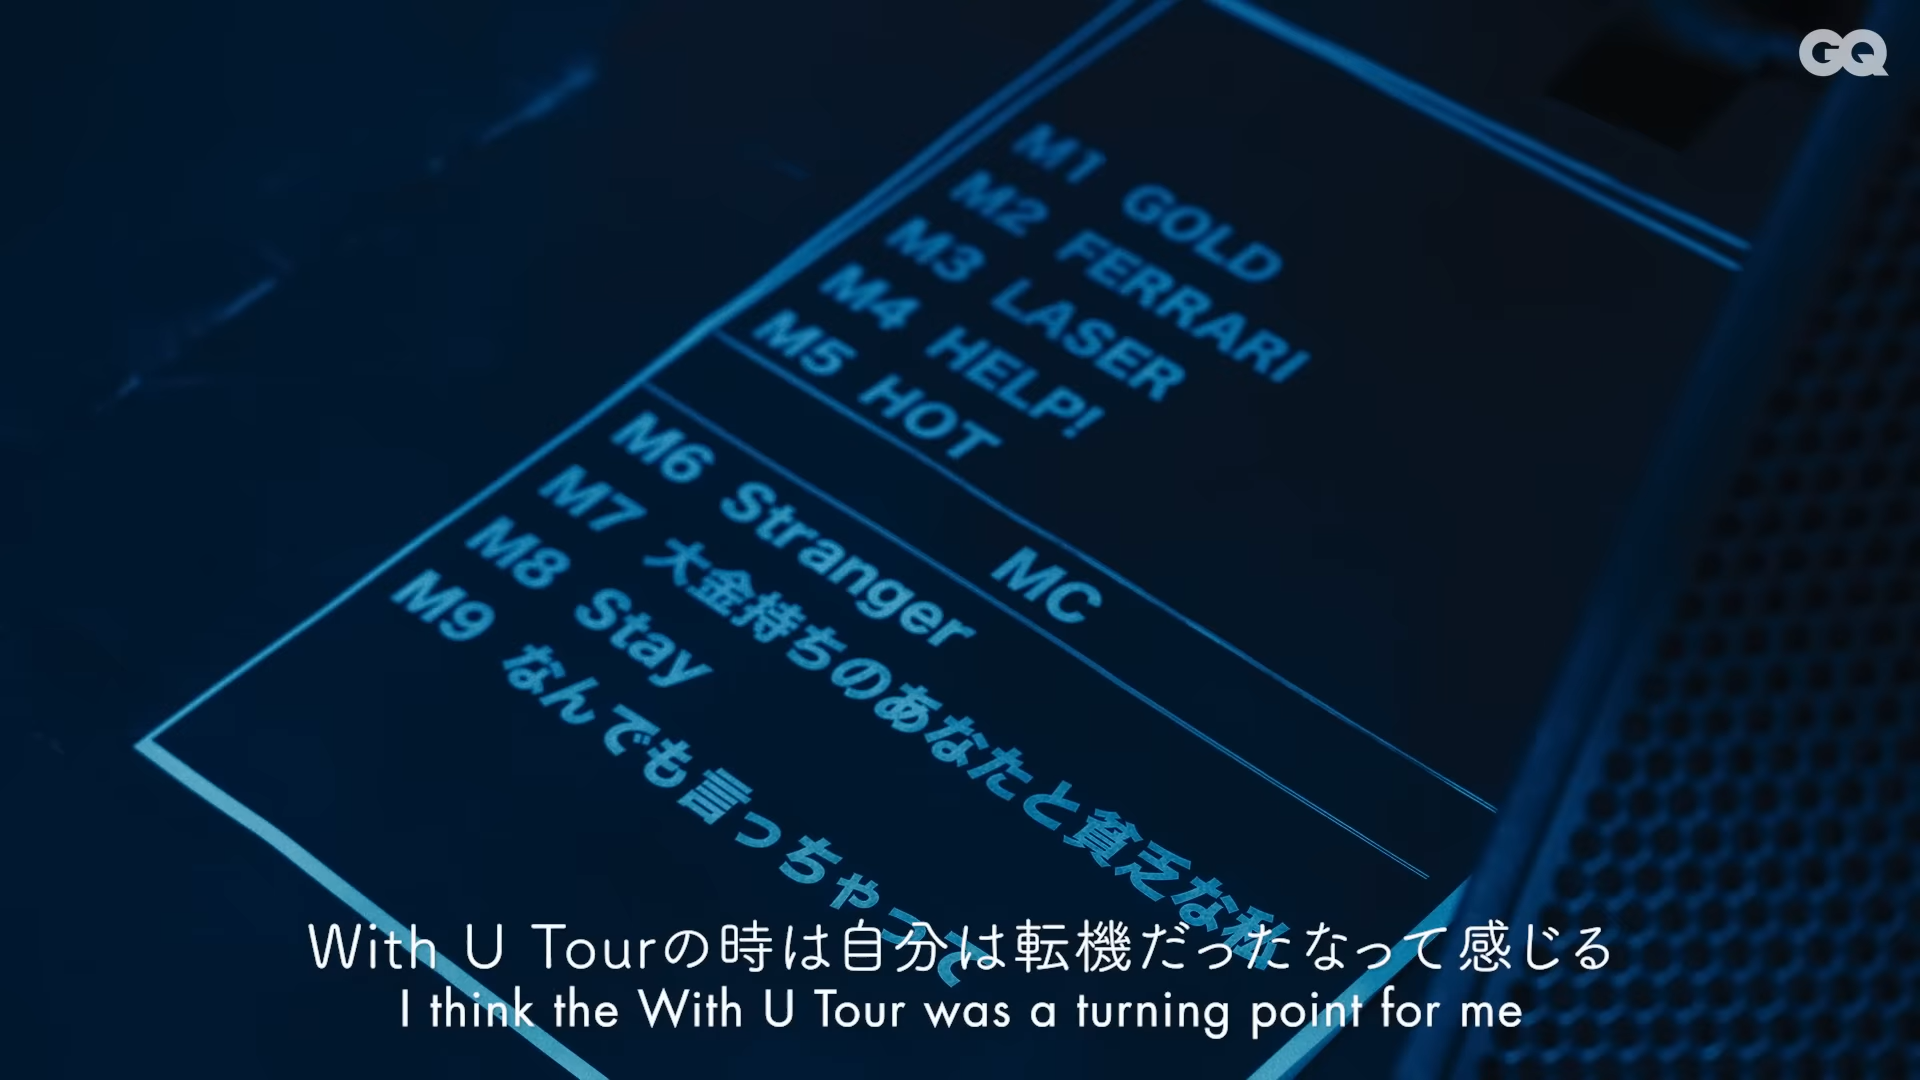 GQ
M1 GOLD
M2 FERRARI
M3 LASER
M4 HELP!
M5 HOT
MC
M6 Stranger
M7 大金持ちのあなたと貧乏な私
M8 Stay
M9 なんでも言っちゃって
With U Tourの時は自分は転機だったなって感じる
I think the With U Tour was a turning point for me